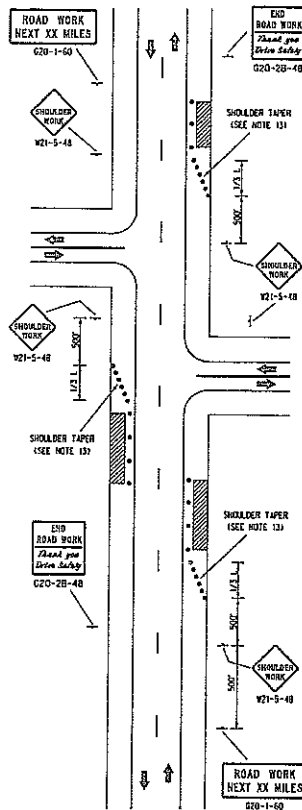 ROAD WORK
NEXT XX MILES
G20-1-60
SHOULDER
WORK
W21-5-48
END
ROAD WORK
Thank you
Drive Safely
G20-2B-48
SHOULDER TAPER
(SEE NOTE 13)
1/3 L
500'
SHOULDER
WORK
W21-5-48
SHOULDER
WORK
W21-5-48
500'
1/3 L
SHOULDER TAPER
(SEE NOTE 13)
END
ROAD WORK
Thank you
Drive Safely
G20-2B-48
SHOULDER TAPER
(SEE NOTE 13)
1/3 L
500'
SHOULDER
WORK
W21-5-48
500'
ROAD WORK
NEXT XX MILES
G20-1-60